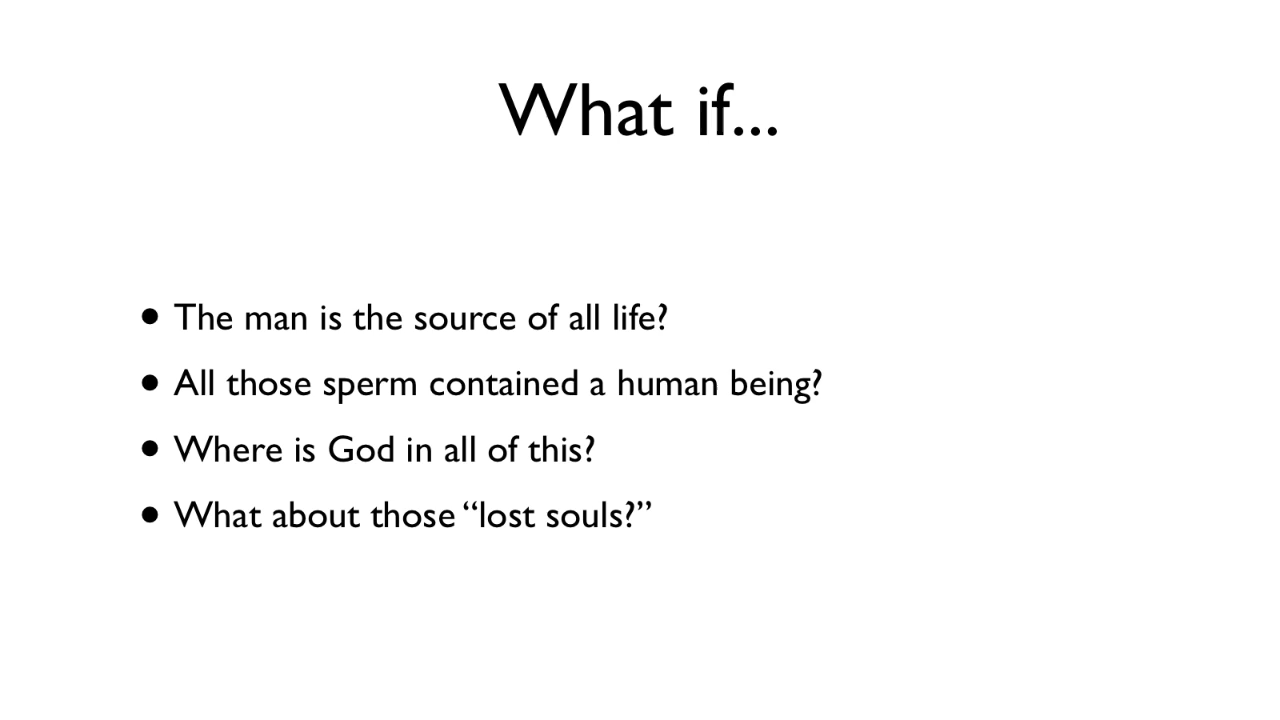 What if...
• The man is the source of all life?
• All those sperm contained a human being?
• Where is God in all of this?
• What about those “lost souls?”